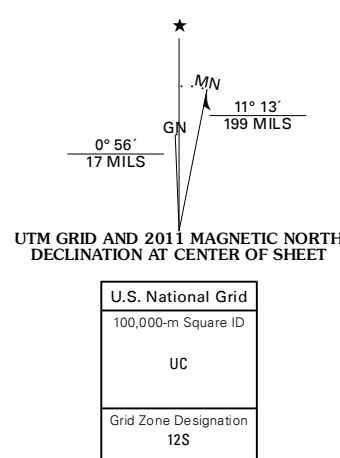 ★
MN
11° 13´
199 MILS
GN
0° 56´
17 MILS
UTM GRID AND 2011 MAGNETIC NORTH
DECLINATION AT CENTER OF SHEET
U.S. National Grid
100,000-m Square ID
UC
Grid Zone Designation
12S